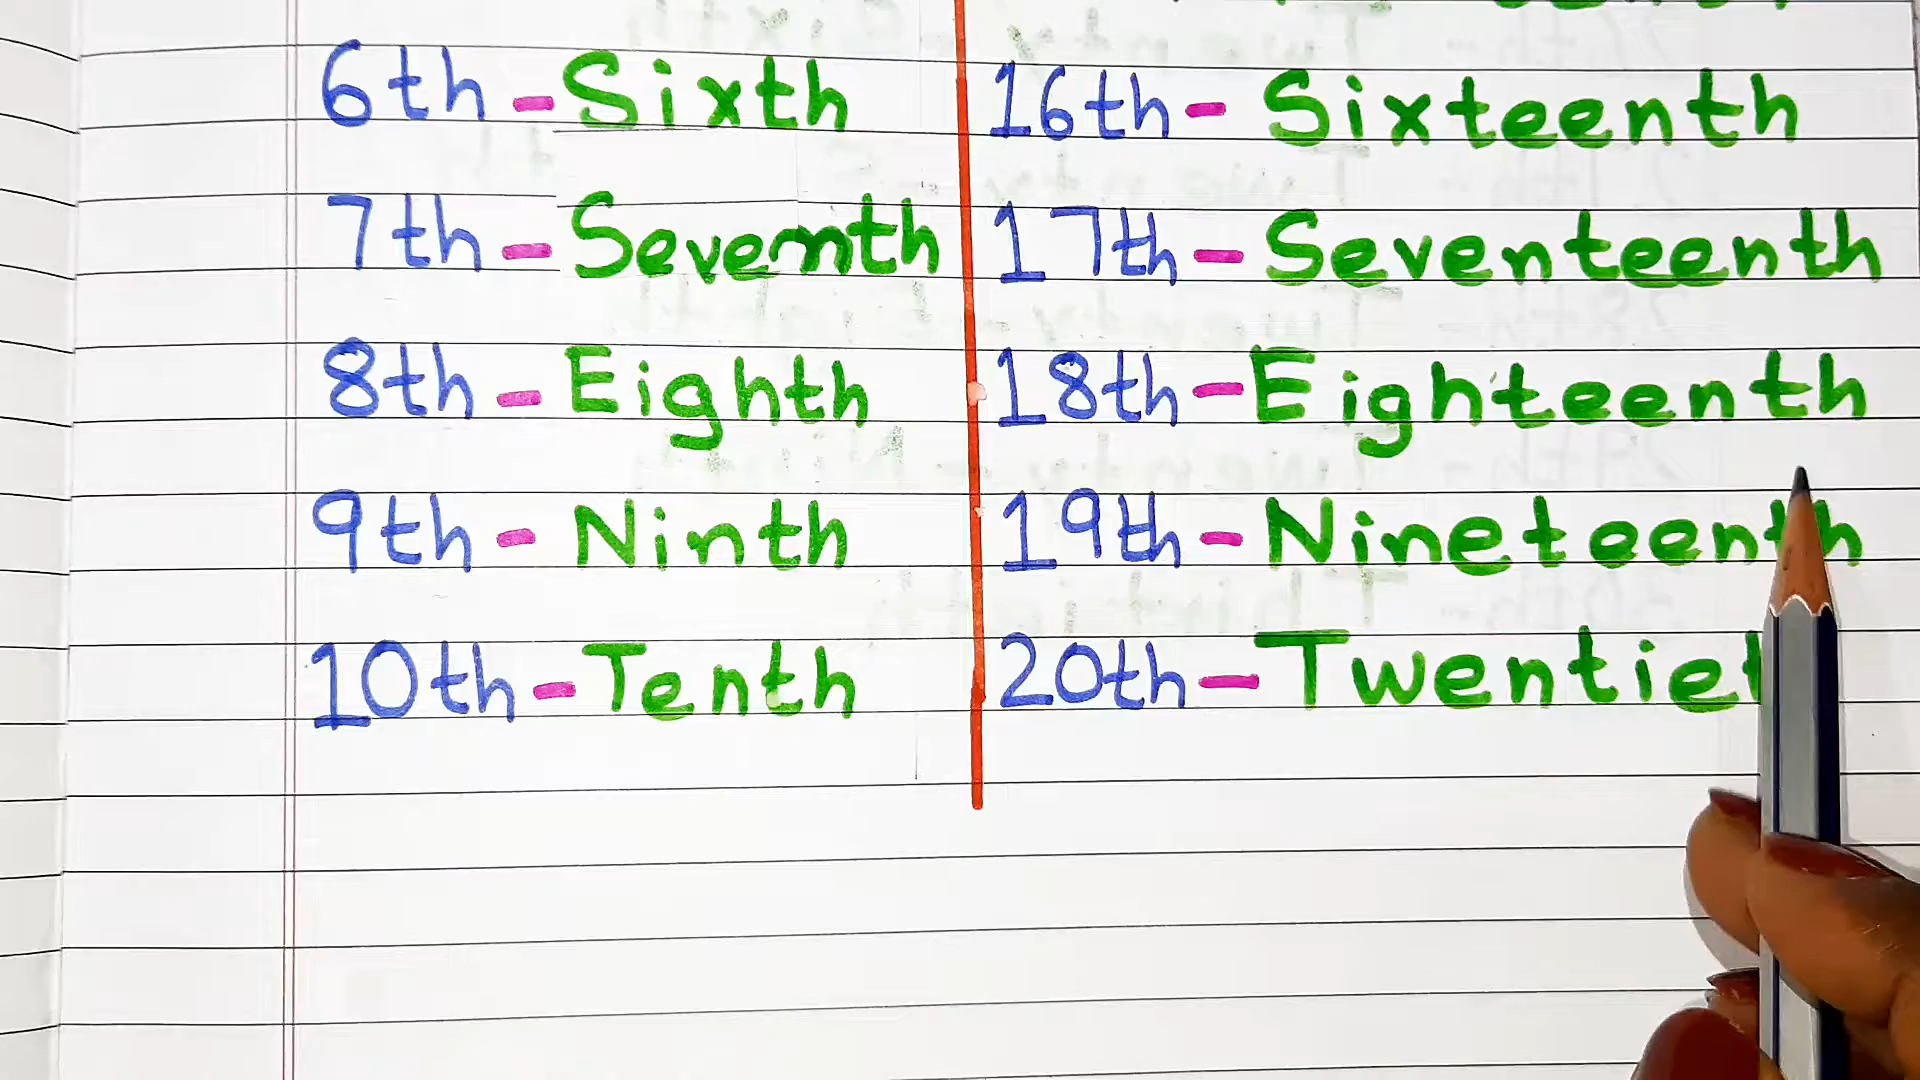 6th - Sixth
7th - Seventh
8th - Eighth
9th - Ninth
10th - Tenth
16th - Sixteenth
17th - Seventeenth
18th - Eighteenth
19th - Nineteenth
20th - Twentiet